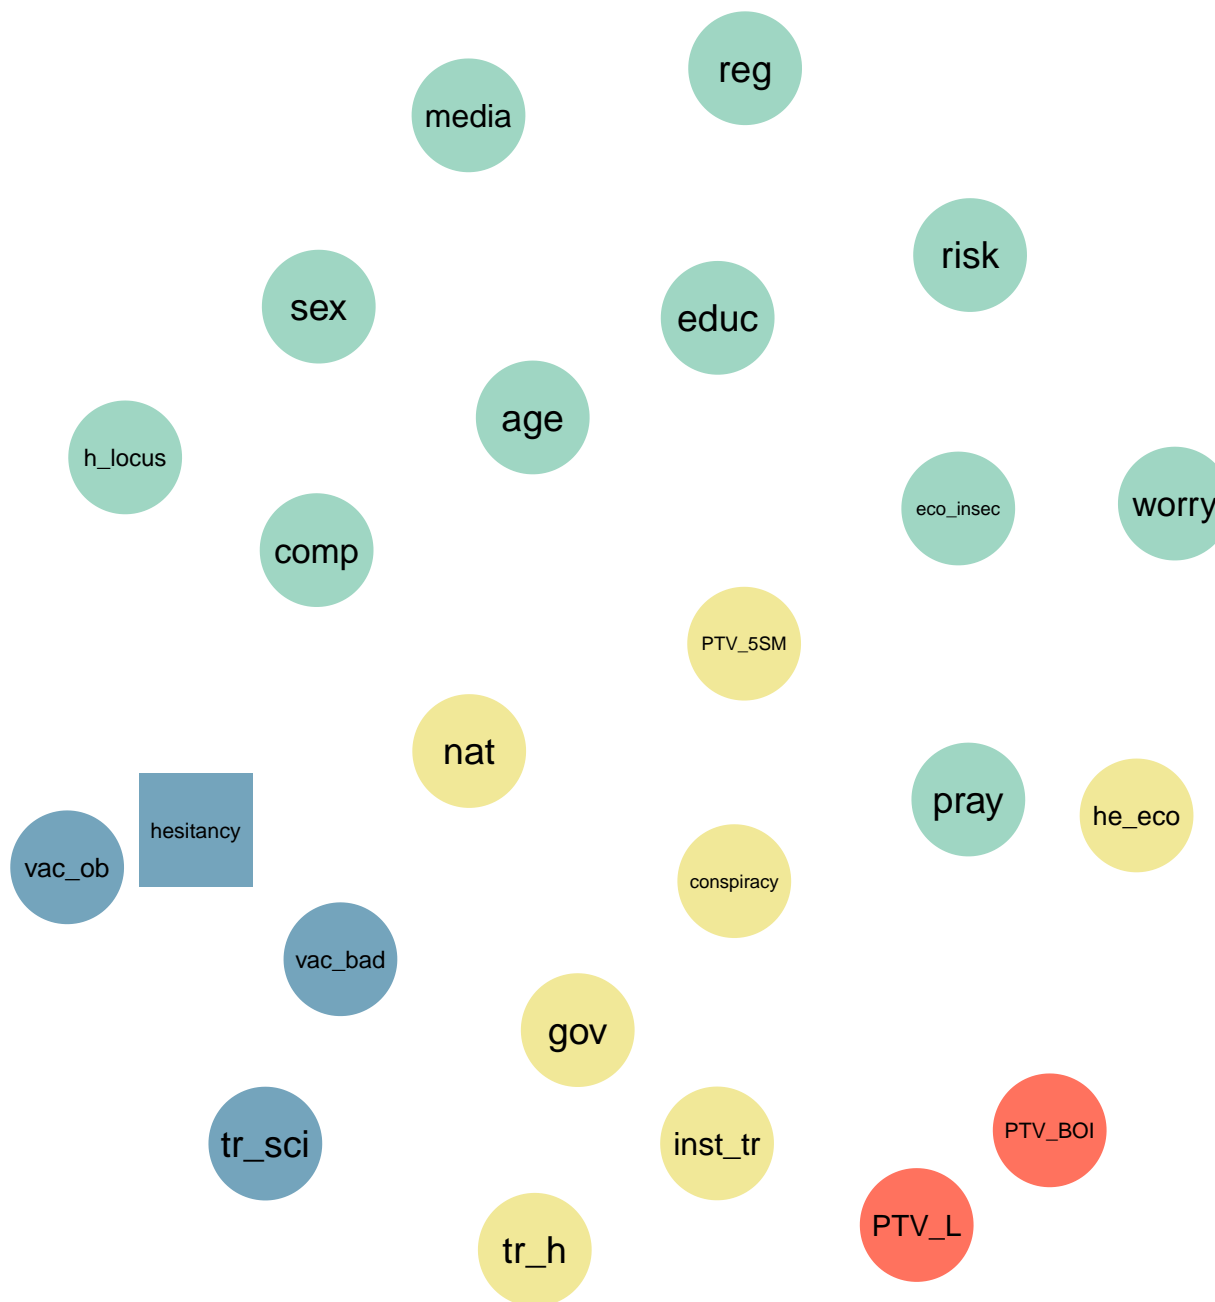 reg
media
risk
sex
educ
age
h_locus
eco_insec
worry
comp
PTV_5SM
nat
pray
he_eco
hesitancy
vac_ob
conspiracy
vac_bad
gov
PTV_BOI
tr_sci
inst_tr
PTV_L
tr_h